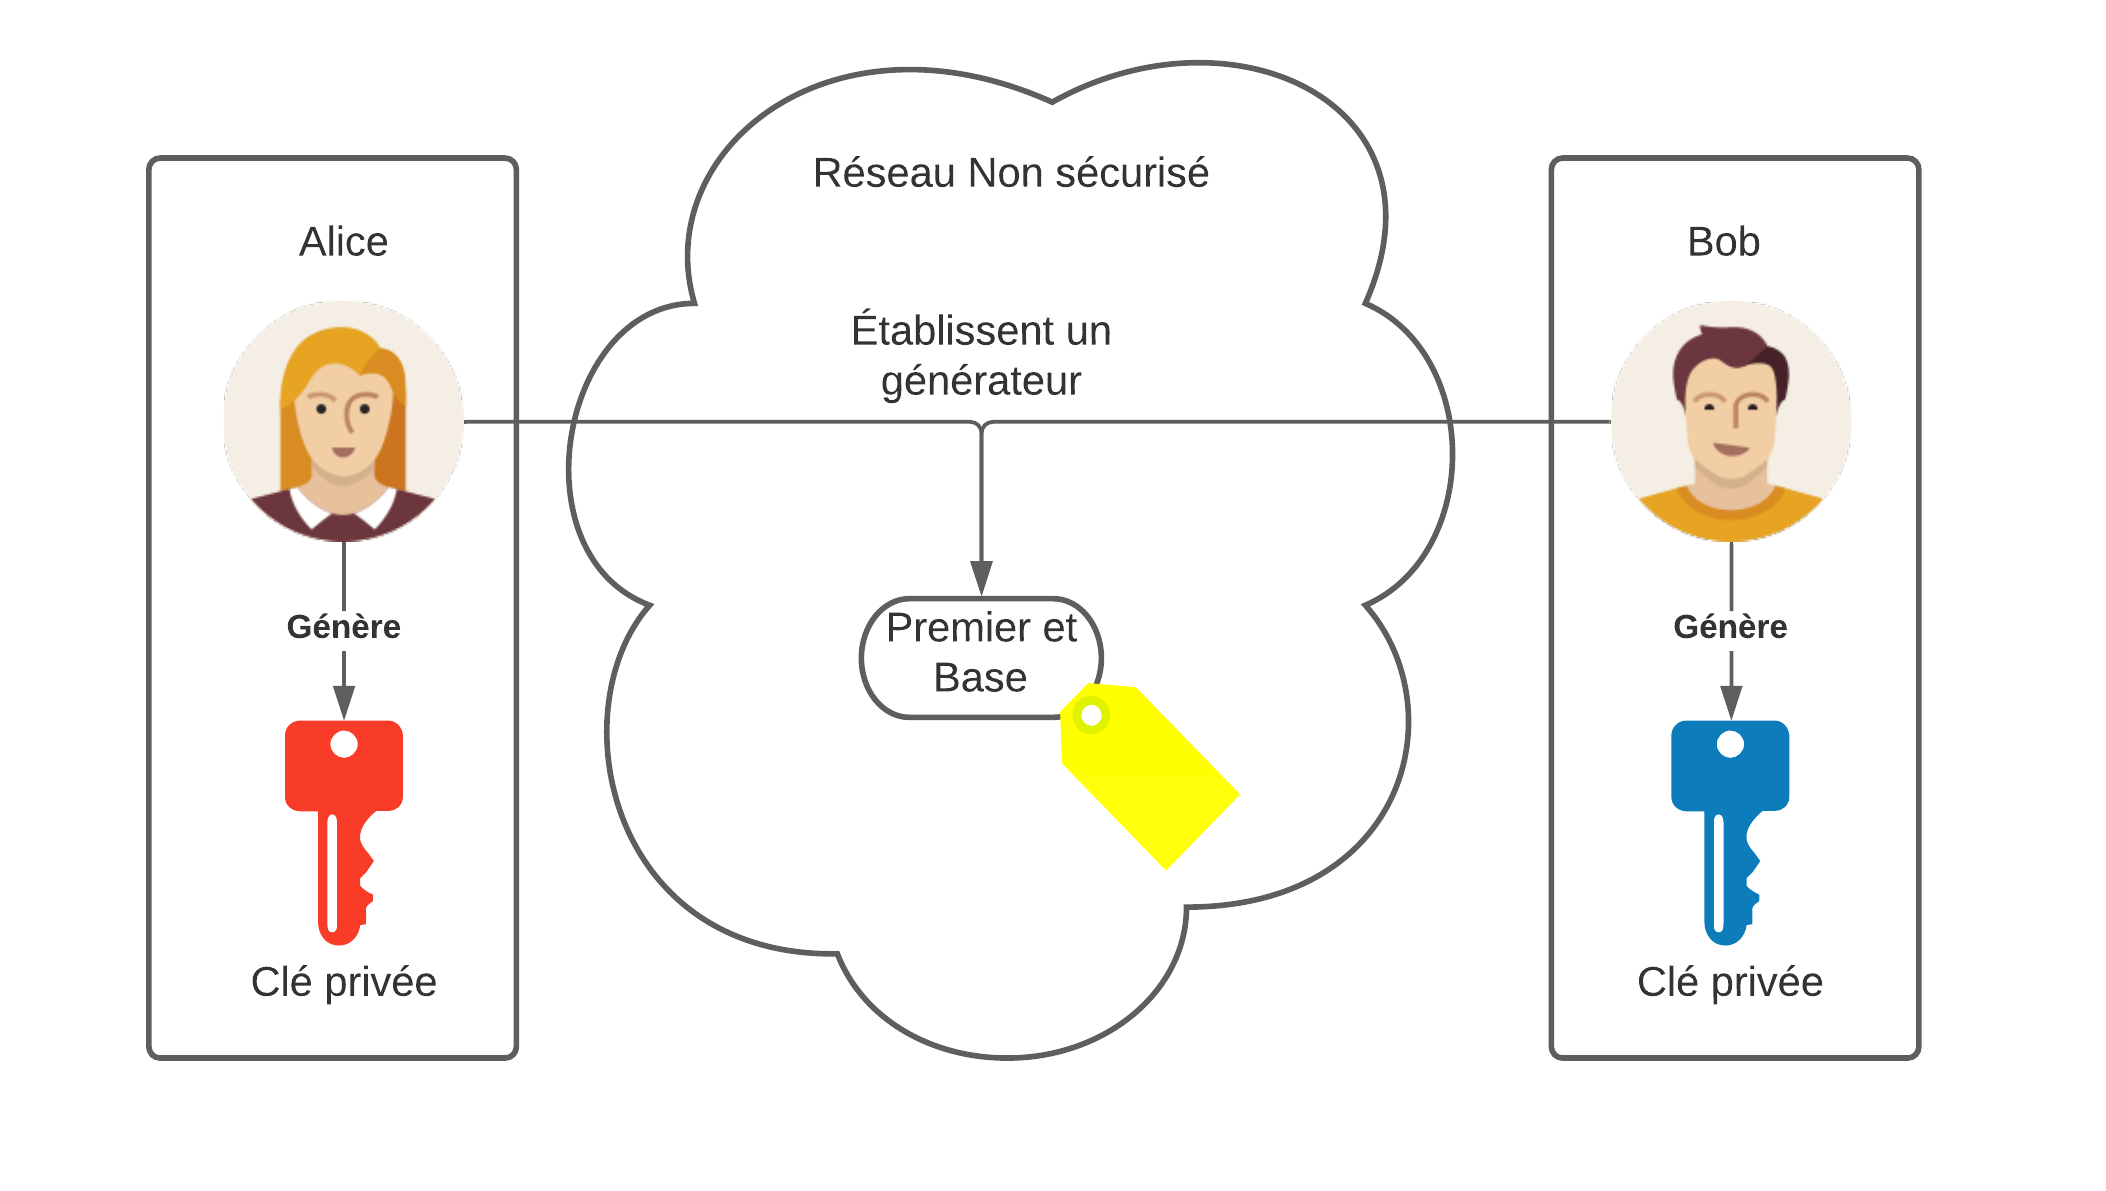 Réseau Non sécurisé
Alice
Bob
Établissent un
générateur
Génère
Premier et
Base
Génère
Clé privée
Clé privée